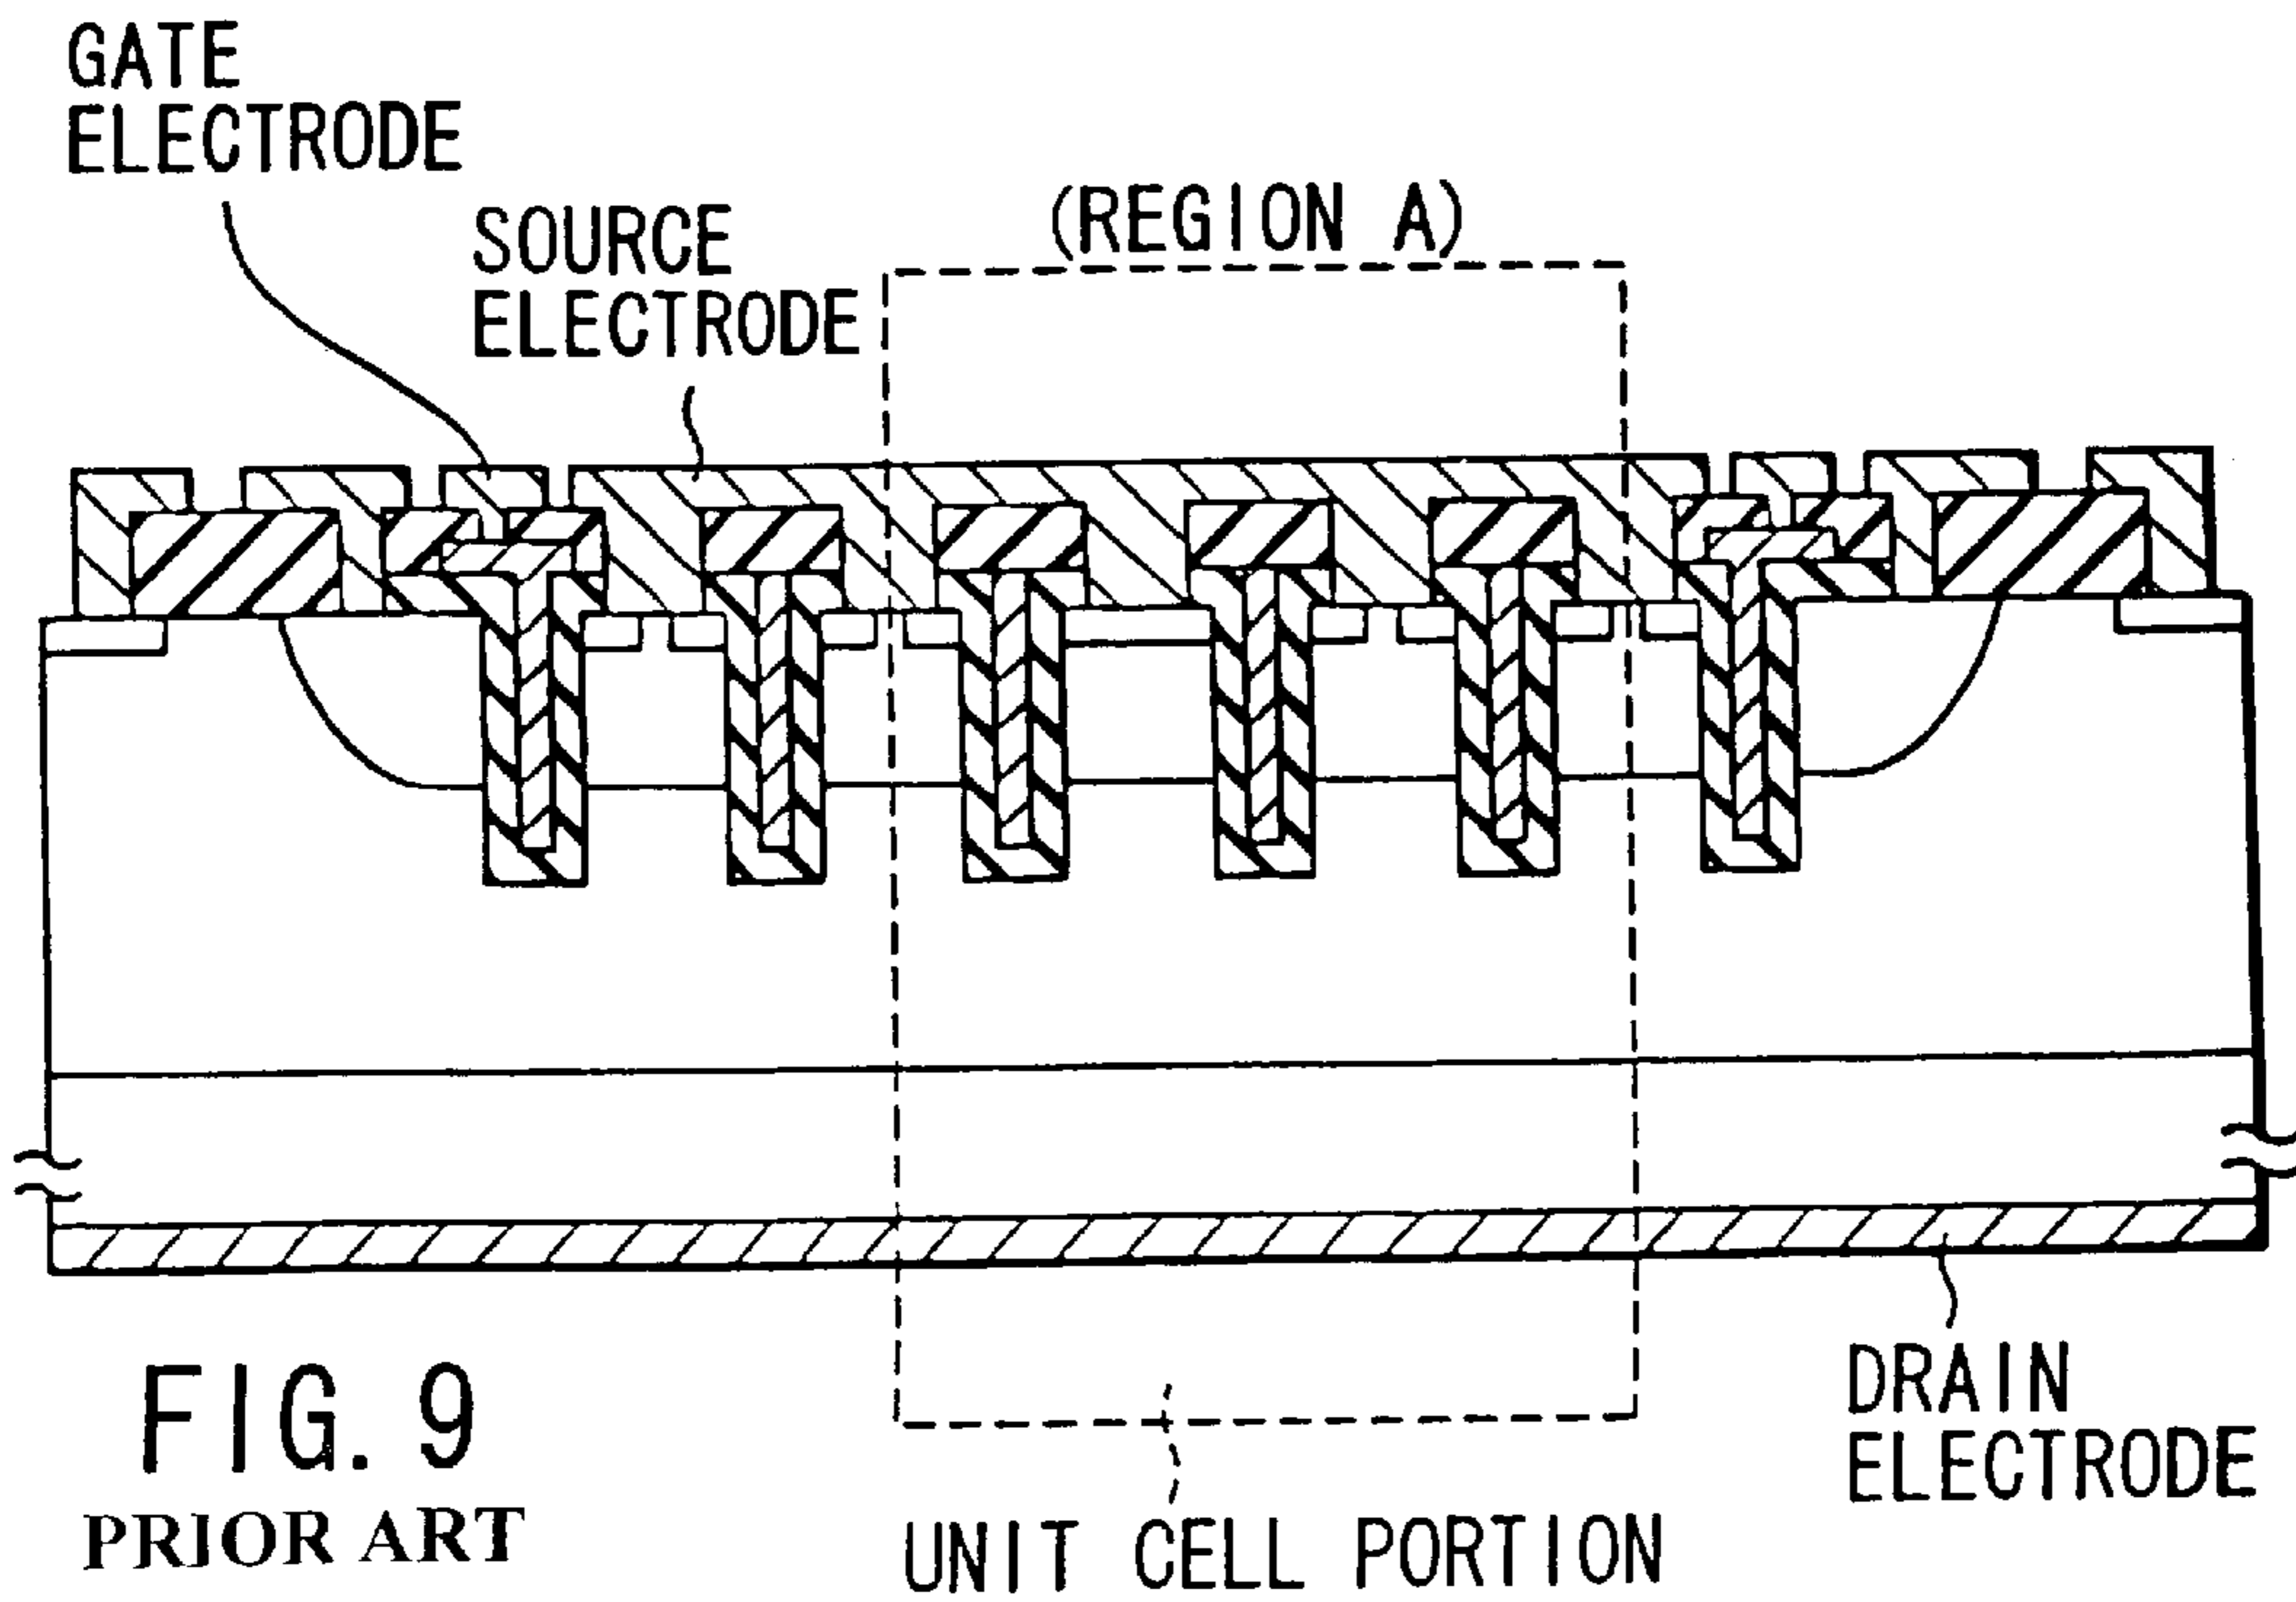 GATE
ELECTRODE
SOURCE
ELECTRODE
(REGION A)
DRAIN
ELECTRODE
FIG. 9
PRIOR ART
UNIT CELL PORTION